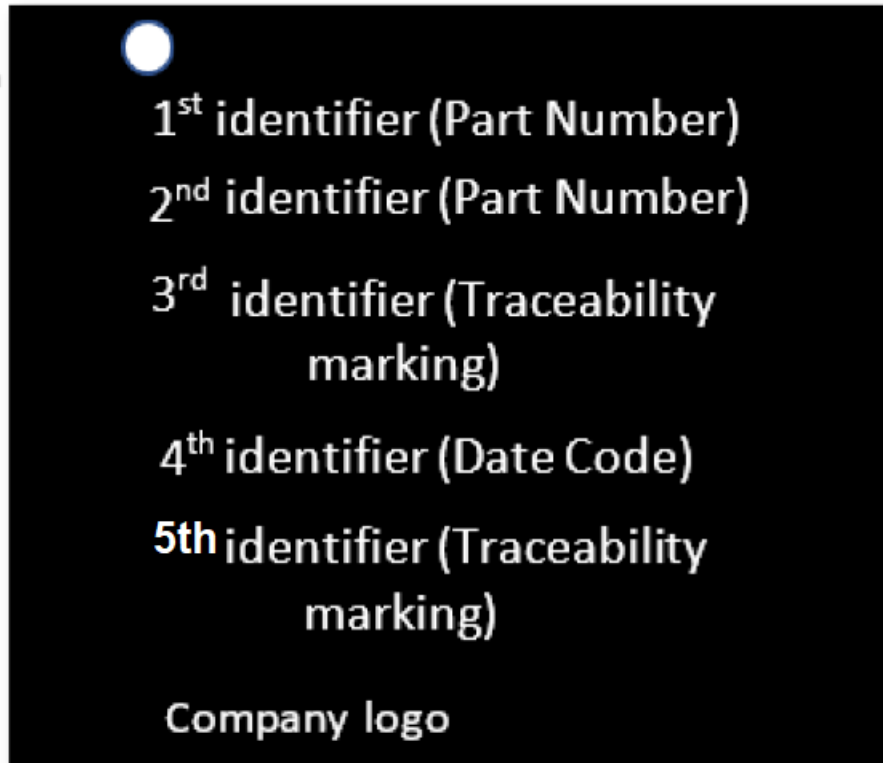 1st identifier (Part Number)
2nd identifier (Part Number)
3rd identifier (Traceability
marking)
4th identifier (Date Code)
5th identifier (Traceability
marking)
Company logo